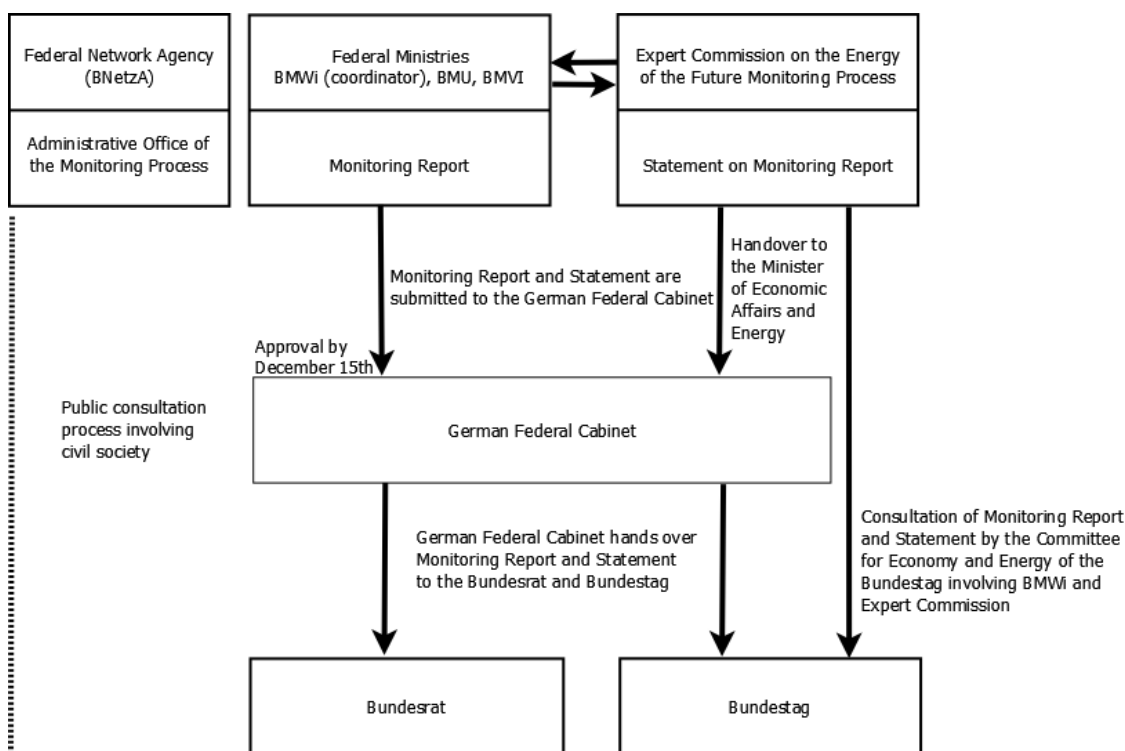 Federal Network Agency
(BNetzA)
Federal Ministries
BMWi (coordinator), BMU, BMVI
Expert Commission on the Energy
of the Future Monitoring Process
Administrative Office of
the Monitoring Process
Monitoring Report
Statement on Monitoring Report
Monitoring Report and Statement are
submitted to the German Federal Cabinet
Handover to
the Minister
of Economic
Affairs and
Energy
Approval by
December 15th
Public consultation
process involving
civil society
German Federal Cabinet
German Federal Cabinet hands over
Monitoring Report and Statement
to the Bundesrat and Bundestag
Consultation of Monitoring Report
and Statement by the Committee
for Economy and Energy of the
Bundestag involving BMWi and
Expert Commission
Bundesrat
Bundestag